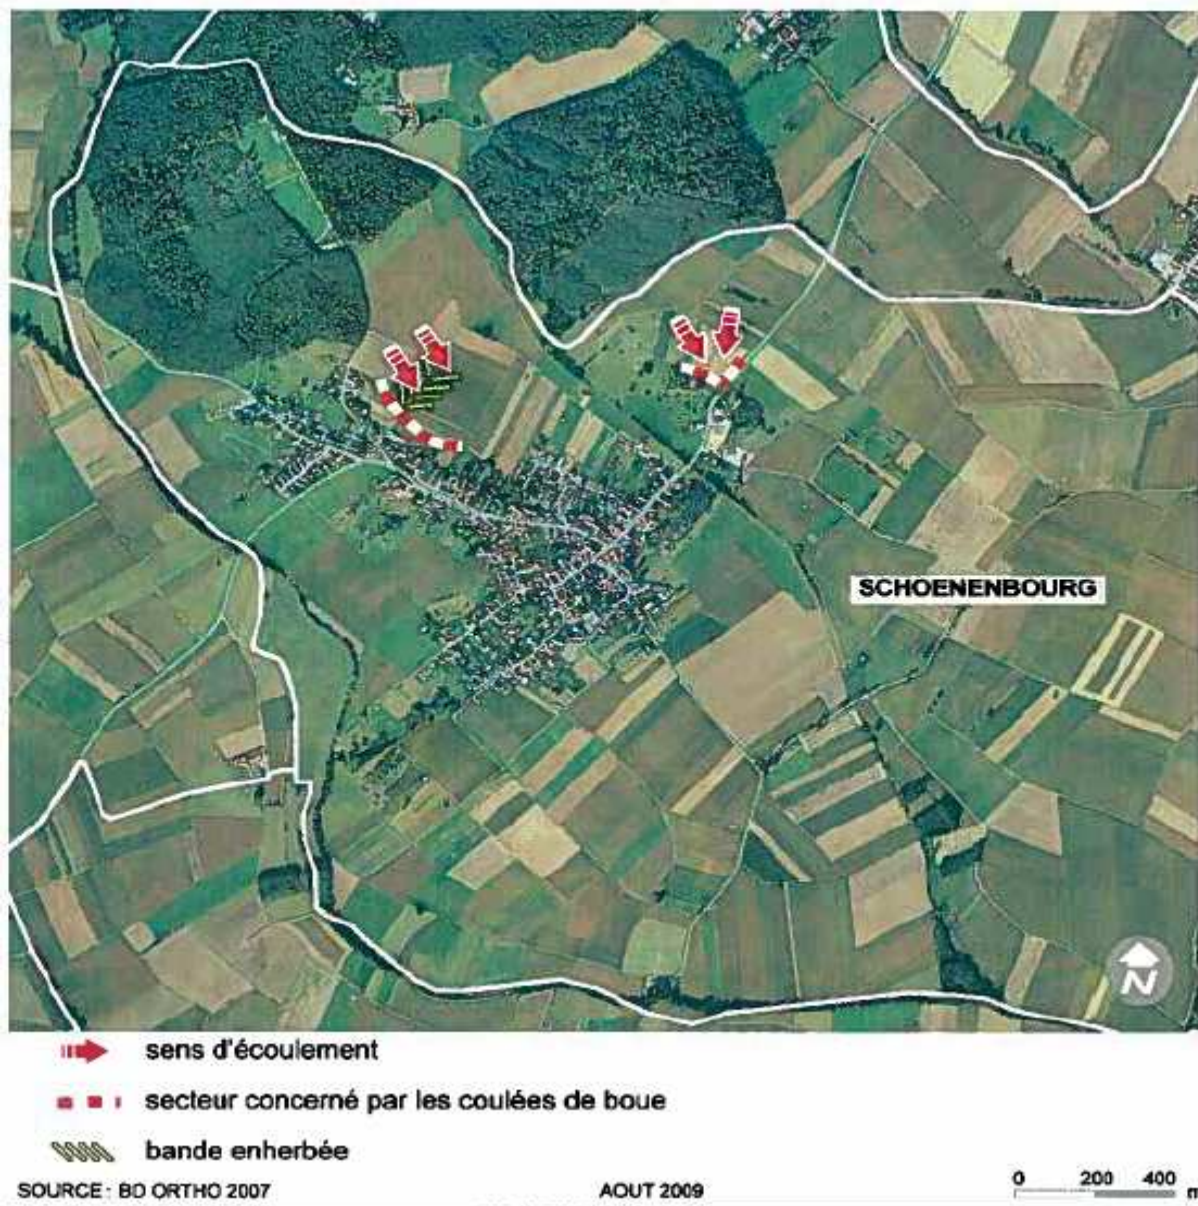 SCHOENENBOURG
N
sens d'écoulement
secteur concerné par les coulées de boue
bande enherbée
SOURCE : BD ORTHO 2007 AOUT 2009 0 200 400 m